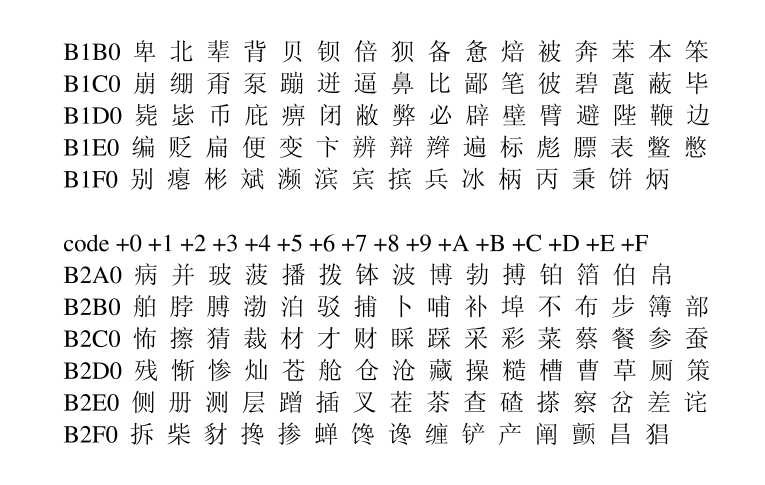 B1B0 卑 北 辈 背 贝 钡 倍 狈 备 惫 焙 被 奔 苯 本 笨
B1C0 崩 绷 甭 泵 蹦 迸 逼 鼻 比 鄙 笔 彼 碧 蓖 蔽 毕
B1D0 毙 毖 币 庇 痹 闭 敝 弊 必 辟 壁 臂 避 陛 鞭 边
B1E0 编 贬 扁 便 变 卞 辨 辩 辫 遍 标 彪 膘 表 鳖 憋
B1F0 别 瘪 彬 斌 濒 滨 宾 摈 兵 冰 柄 丙 秉 饼 炳
code +0 +1 +2 +3 +4 +5 +6 +7 +8 +9 +A +B +C +D +E +F
B2A0 病 并 玻 菠 播 拨 钵 波 博 勃 搏 铂 箔 伯 帛
B2B0 舶 脖 膊 渤 泊 驳 捕 卜 哺 补 埠 不 布 步 簿 部
B2C0 怖 擦 猜 裁 材 才 财 睬 踩 采 彩 菜 蔡 餐 参 蚕
B2D0 残 惭 惨 灿 苍 舱 仓 沧 藏 操 糙 槽 曹 草 厕 策
B2E0 侧 册 测 层 蹭 插 叉 茬 茶 查 碴 搽 察 岔 差 诧
B2F0 拆 柴 豺 搀 掺 蝉 馋 谗 缠 铲 产 阐 颤 昌 猖